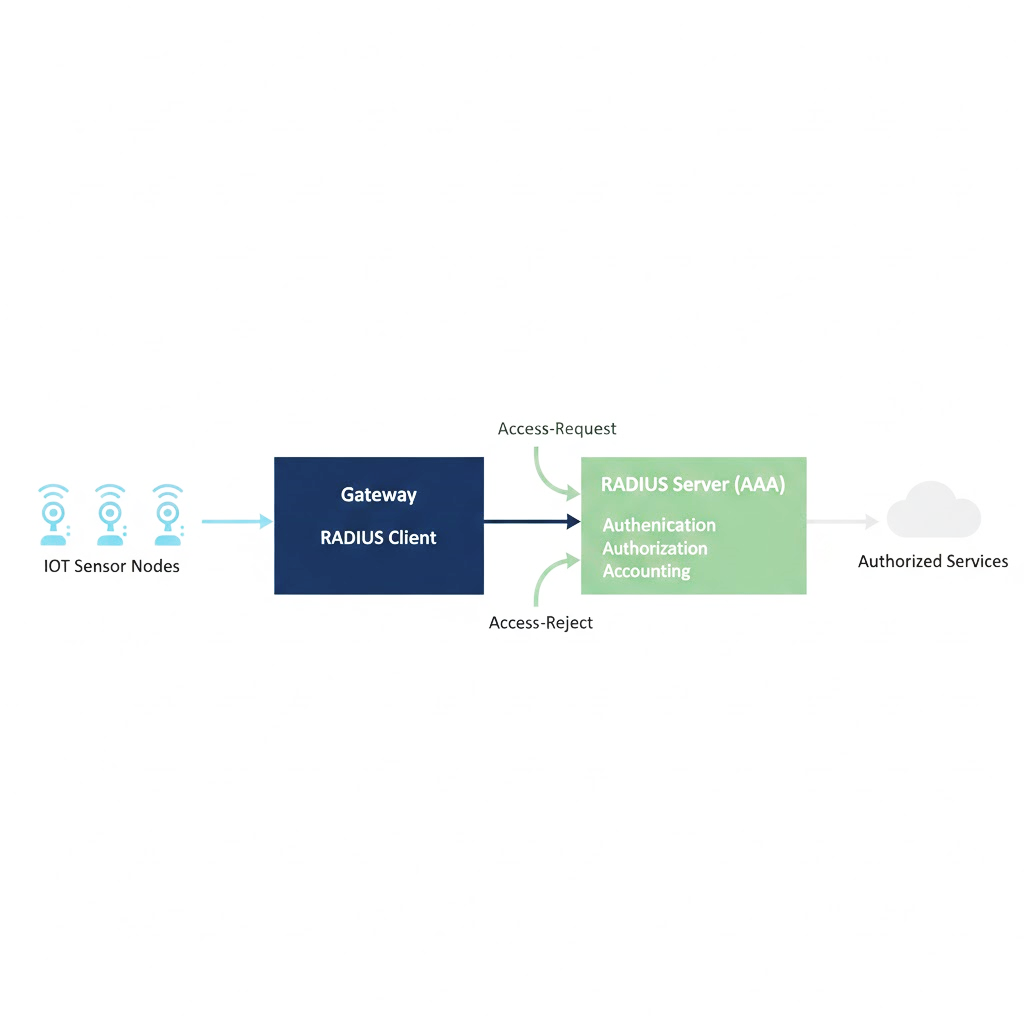 Access-Request
IOT Sensor Nodes
Gateway
RADIUS Client
RADIUS Server (AAA)
Authenication
Authorization
Accounting
Authorized Services
Access-Reject